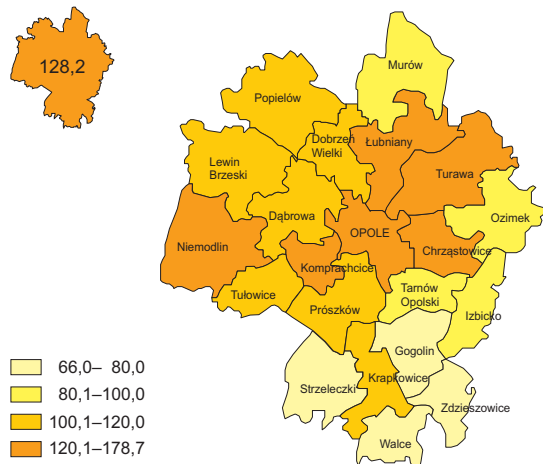 128,2
Murów
Popielów
Dobrzeń
Wielki
Łubniany
Lewin
Brzeski
Turawa
Ozimek
Dąbrowa
OPOLE
Niemodlin
Chrząstowice
Komprachcice
Tułowice
Tarnów
Opolski
Prószków
Izbicko
Gogolin
Strzeleczki
Krapkowice
Zdzieszowice
Walce
66,0– 80,0
80,1–100,0
100,1–120,0
120,1–178,7